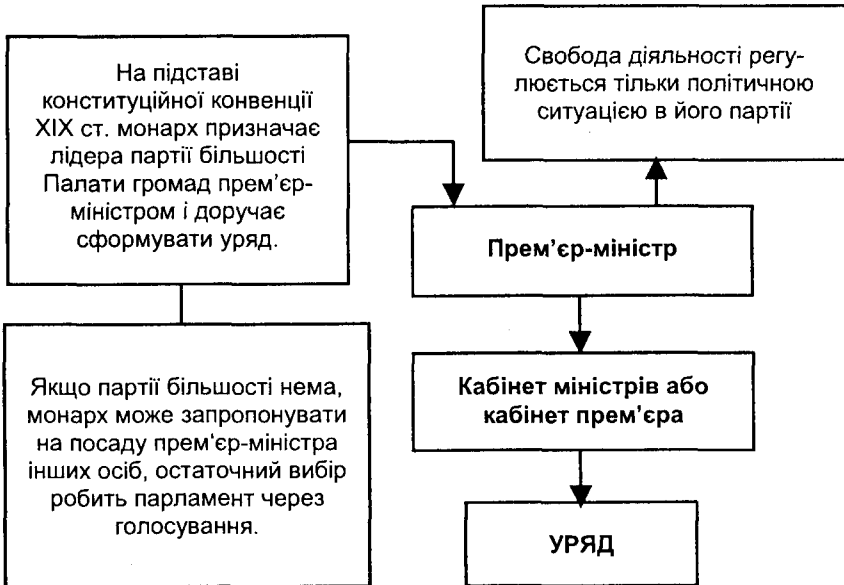 На підставі
конституційної конвенції
XIX ст. монарх призначає
лідера партії більшості
Палати громад прем’єр-
міністром і доручає
сформувати уряд.
Свобода діяльності регу-
люється тільки політичною
ситуацією в його партії
Прем’єр-міністр
Якщо партії більшості нема,
монарх може запропонувати
на посаду прем‘єр-міністра
інших осіб, остаточний вибір
робить парламент через
голосування.
Кабінет міністрів або
кабінет прем’єра
УРЯД